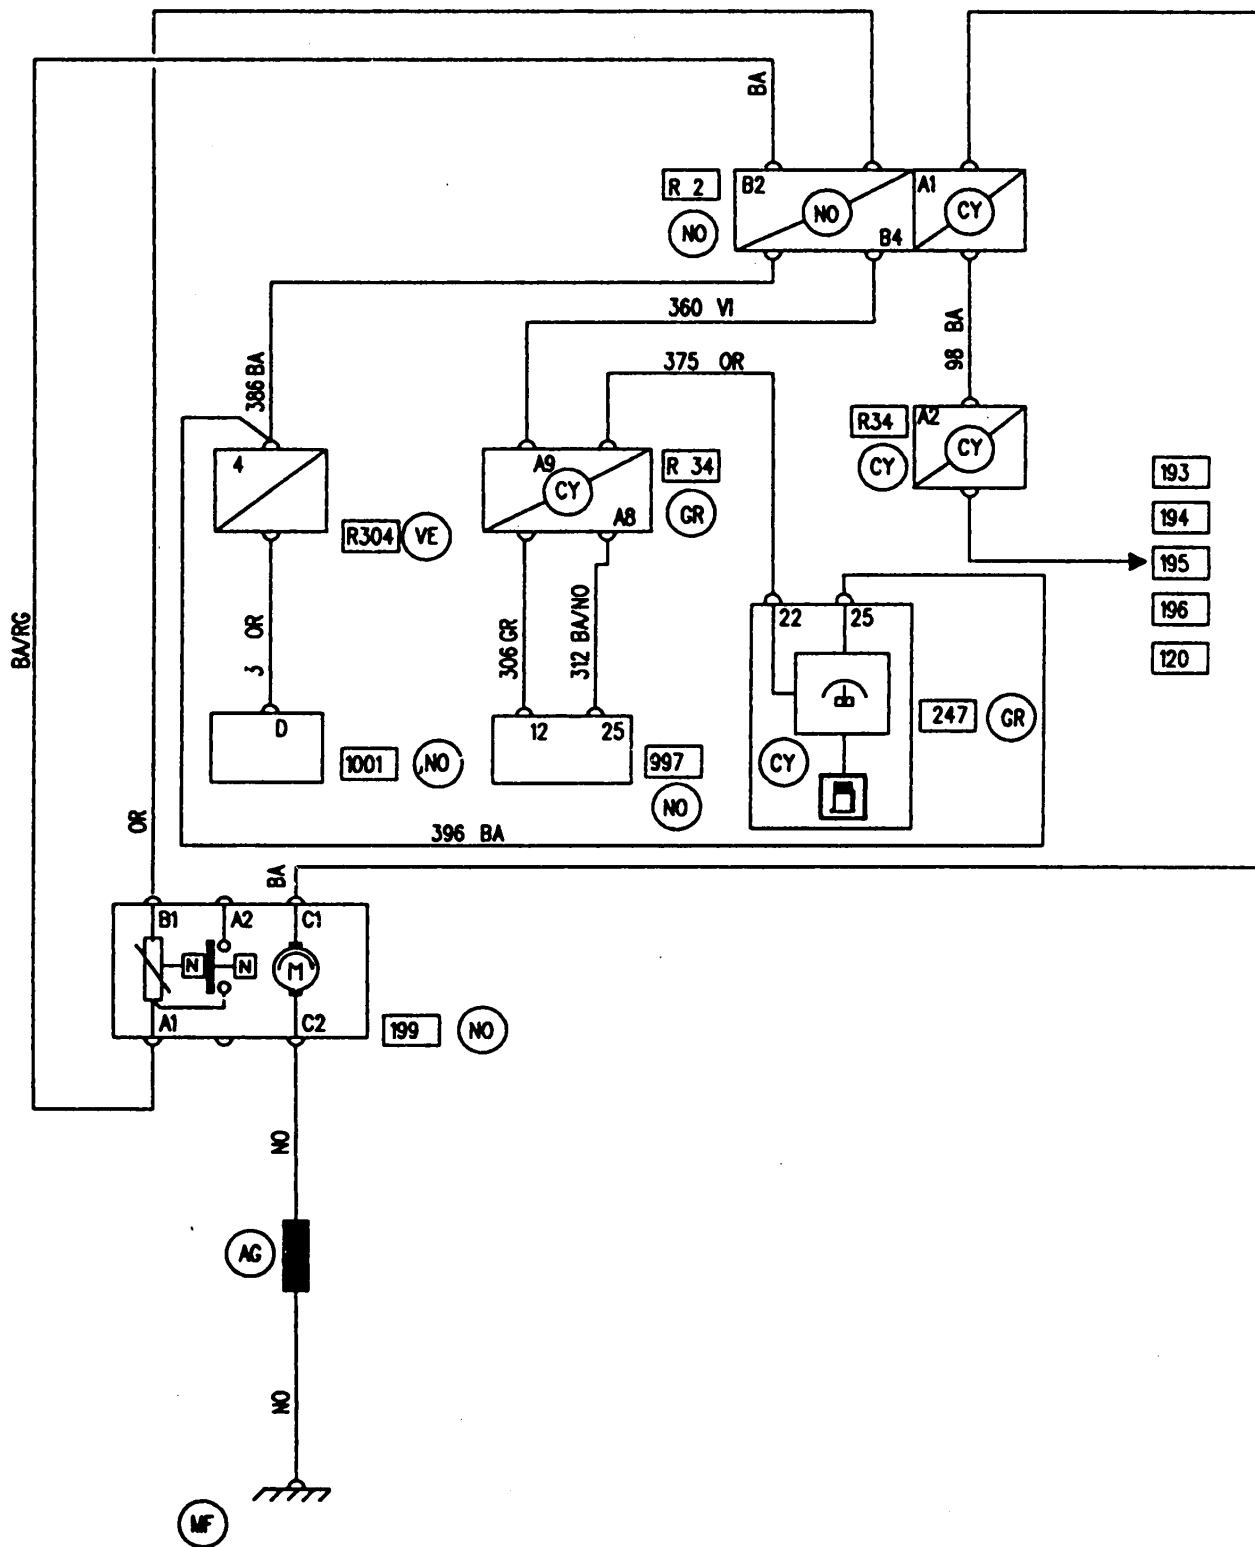 BA
R 2
NO
B2
NO
B4
A1
CY
360 VI
375 OR
98 BA
386 BA
4
R304
VE
A9
CY
A8
R 34
GR
R34
CY
A2
CY
193
194
195
196
120
BA/RG
3 OR
306 GR
312 BA/NO
22
25
CY
247
GR
D
1001
NO
12
25
997
NO
OR
396 BA
BA
B1
A2
C1
N
N
M
A1
C2
199
NO
NO
AG
NO
MF